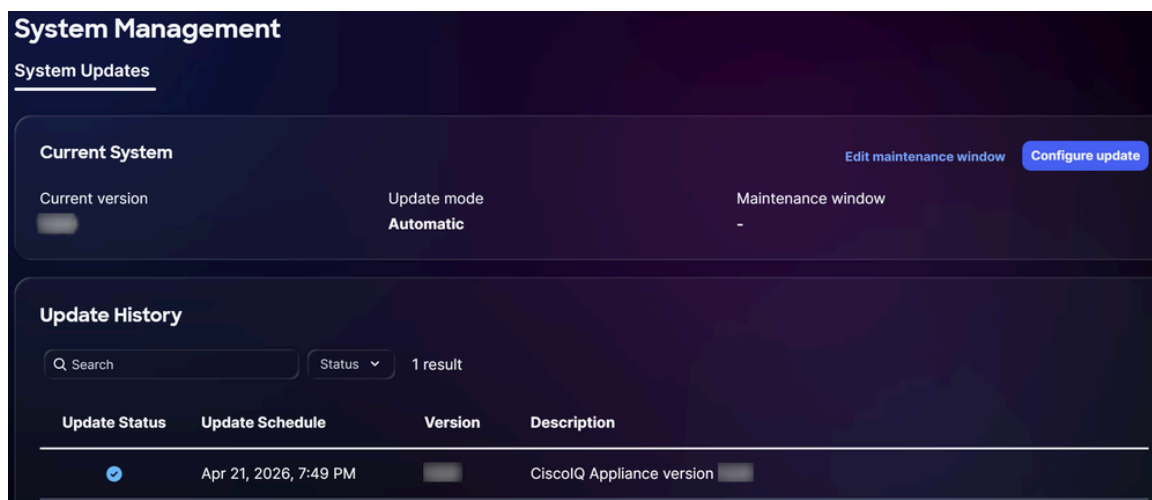 System Management
System Updates
Current System
Edit maintenance window
Configure update
Current version
Update mode
Maintenance window
Automatic
-
Update History
Search
Status
1 result
Update Status
Update Schedule
Version
Description
Apr 21, 2026, 7:49 PM
CiscoIQ Appliance version